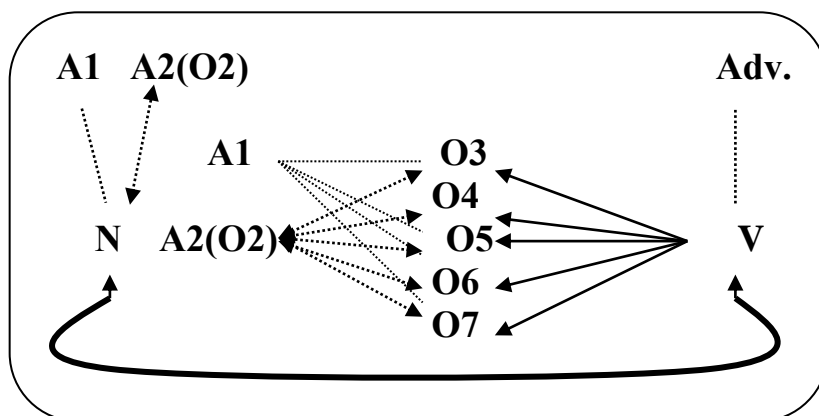 A1 A2(O2) Adv.
A1 O3
O4
N A2(O2) O5 V
O6
O7